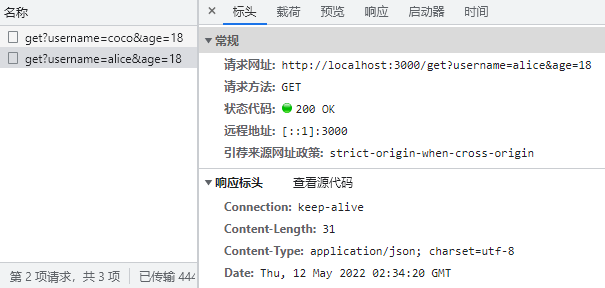 名称
get?username=coco&age=18
get?username=alice&age=18
第 2 项请求，共 3 项
已传输 444
标头 载荷 预览 响应 启动器 时间
常规
请求网址: http://localhost:3000/get?username=alice&age=18
请求方法: GET
状态代码: 200 OK
远程地址: [::1]:3000
引荐来源网址政策: strict-origin-when-cross-origin
响应标头 查看源代码
Connection: keep-alive
Content-Length: 31
Content-Type: application/json; charset=utf-8
Date: Thu, 12 May 2022 02:34:20 GMT